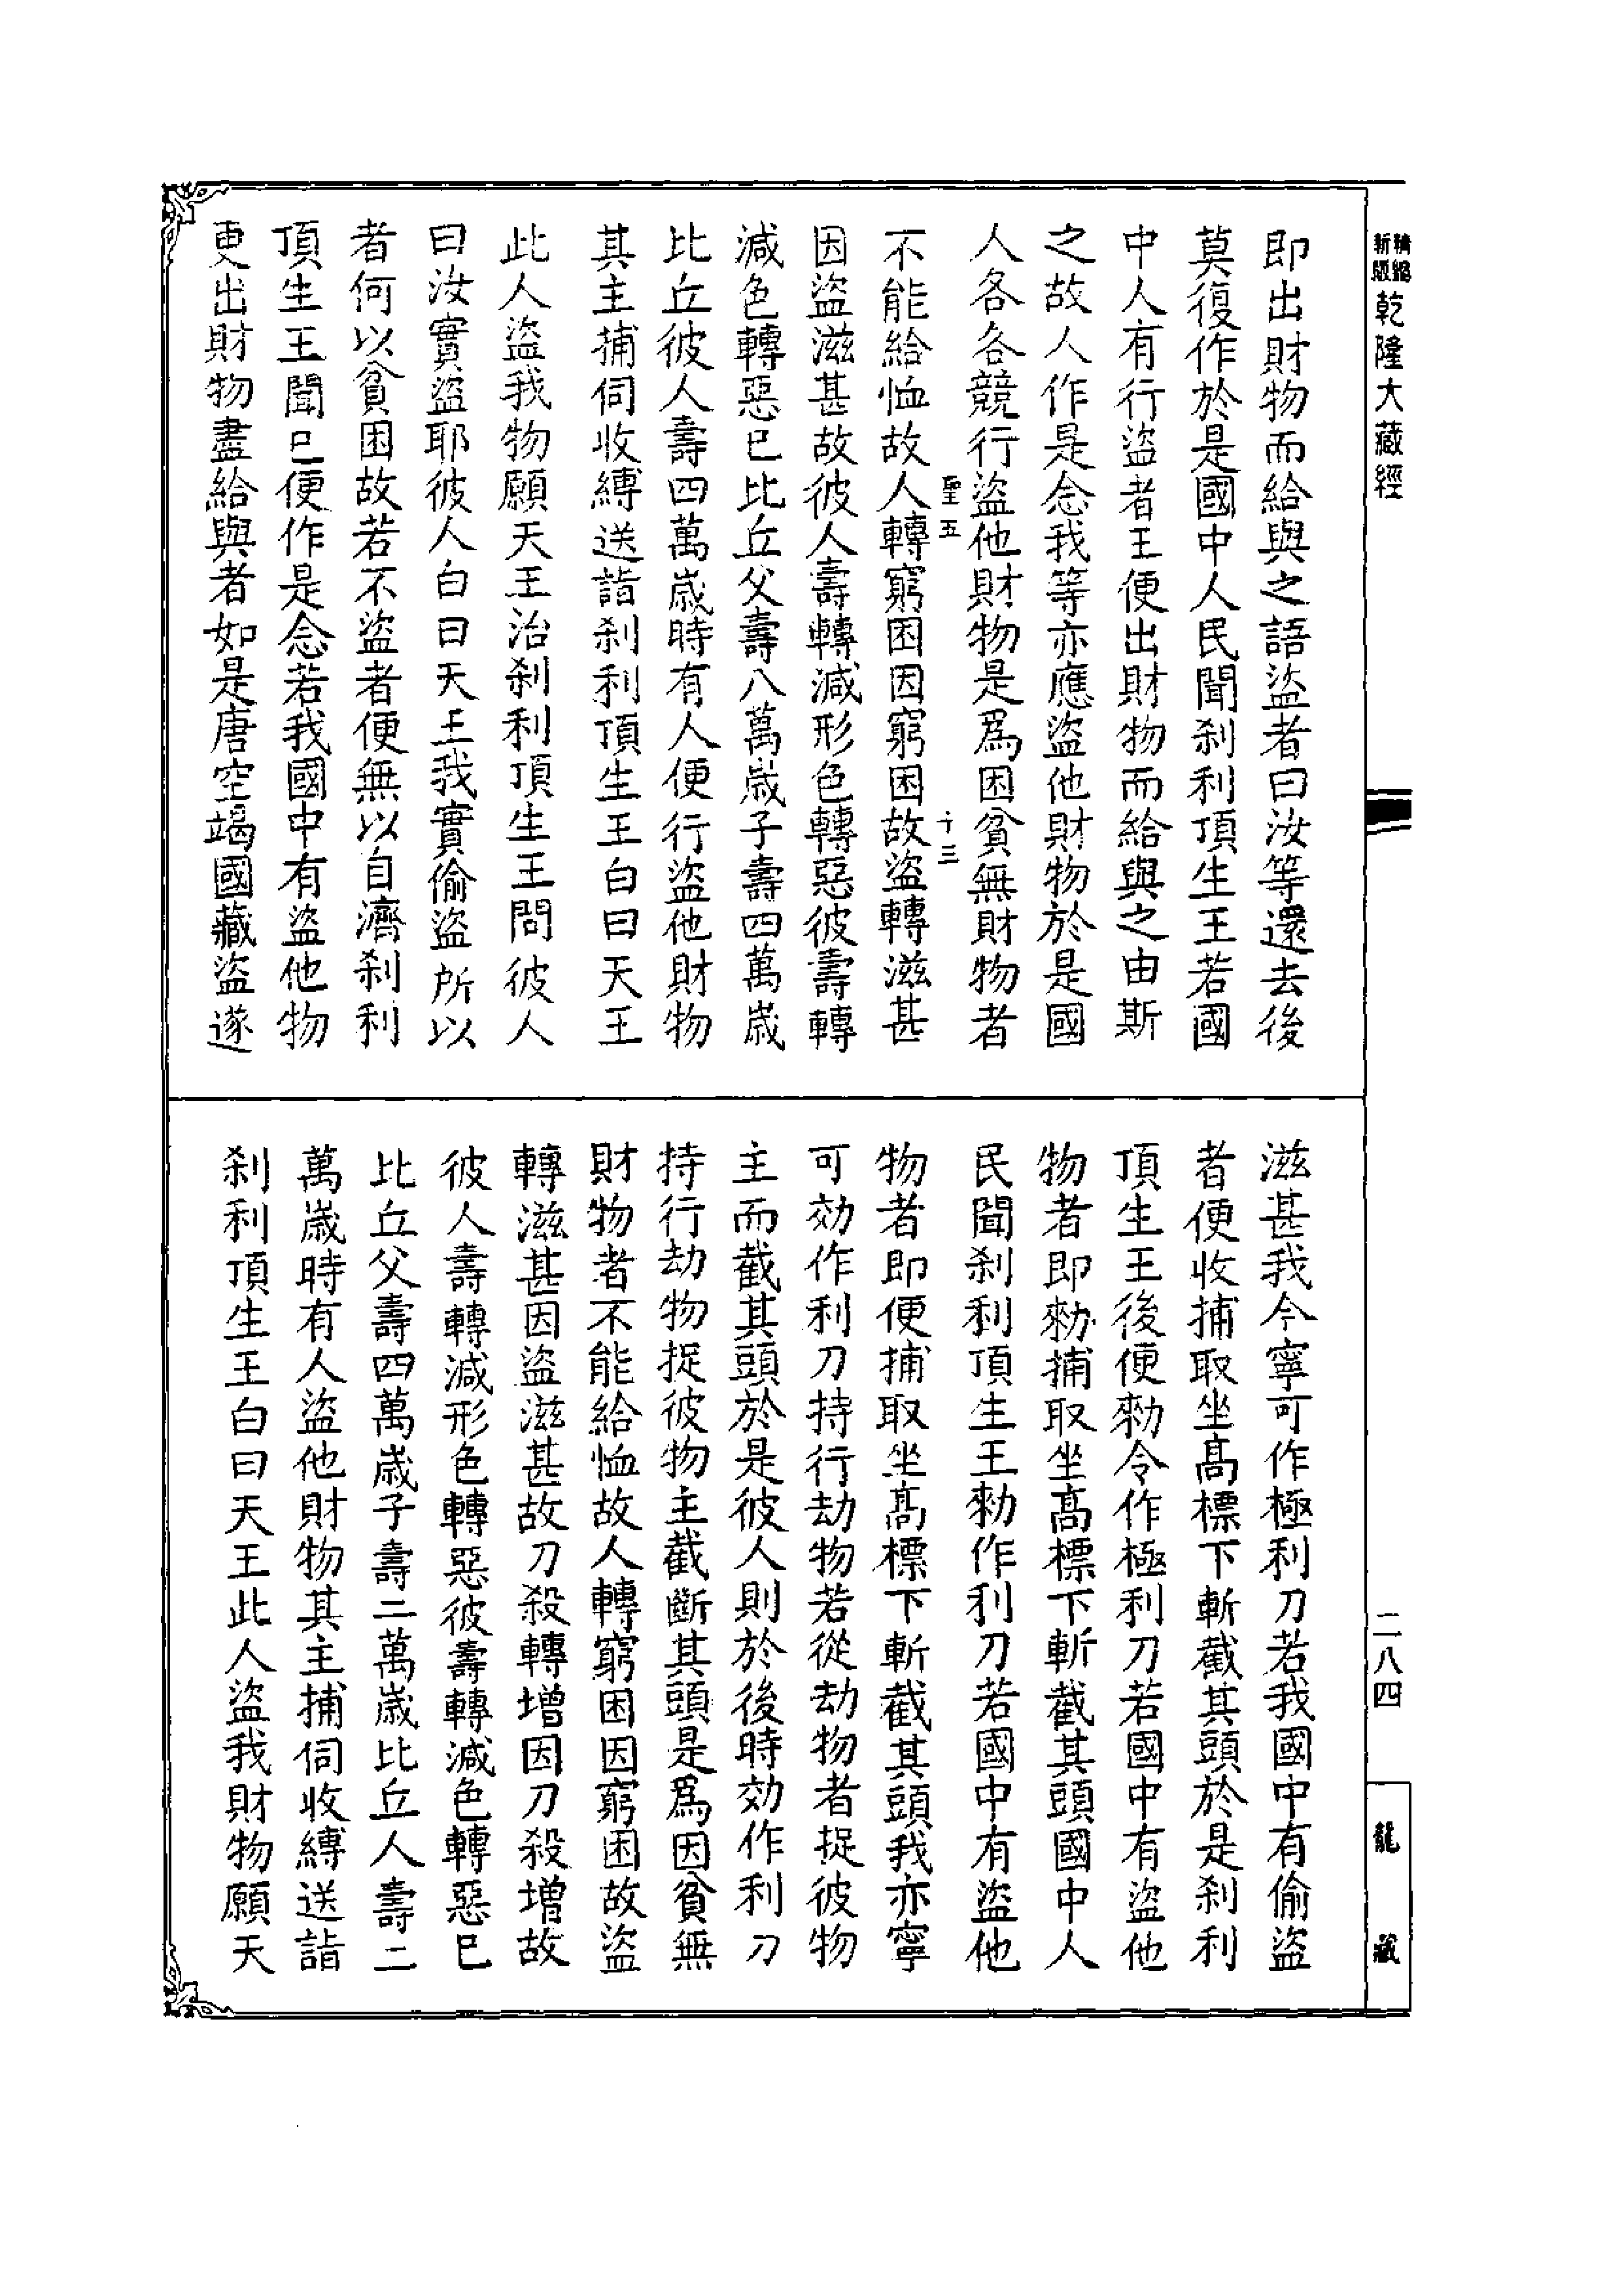 精縮
新版
乾隆大藏經
即出財物而給與之語盜者曰汝等還去後
莫復作於是國中人民聞剎利頂生王若國
中人有行盜者王便出財物而給與之由斯
之故人作是念我等亦應盜他財物於是國
人各各競行盜他財物是爲因貧無財物者
聖五
十三
不能給恤故人轉窮困因窮困故盜轉滋甚
因盜滋甚故彼人壽轉減形色轉惡彼壽轉
減色轉惡已比丘父壽八萬歲子壽四萬歲
比丘彼人壽四萬歲時有人便行盜他財物
其主捕伺收縛送詣剎利頂生王白曰天王
此人盜我物願天王治剎利頂生王問彼人
曰汝實盜耶彼人白曰天王我實偷盜所以
者何以貧困故若不盜者便無以自濟剎利
頂生王聞已便作是念若我國中有盜他物
更出財物盡給與者如是唐空竭國藏盜遂
滋甚我今寧可作極利刀若我國中有偷盜
者便收捕取坐高標下斬截其頭於是剎利
頂生王後便勑令作極利刀若國中有盜他
物者即勑捕取坐高標下斬截其頭國中人
民聞剎利頂生王勑作利刀若國中有盜他
物者即便捕取坐高標下斬截其頭我亦寧
可効作利刀持行劫物若從劫物者捉彼物
主而截其頭於是彼人則於後時効作利刀
持行劫物捉彼物主截斷其頭是爲因貧無
財物者不能給恤故人轉窮困因窮困故盜
轉滋甚因盜滋甚故刀殺轉增因刀殺增故
彼人壽轉減形色轉惡彼壽轉減色轉惡已
比丘父壽四萬歲子壽二萬歲比丘人壽二
萬歲時有人盜他財物其主捕伺收縛送詣
剎利頂生王白曰天王此人盜我財物願天
二八四
龍藏